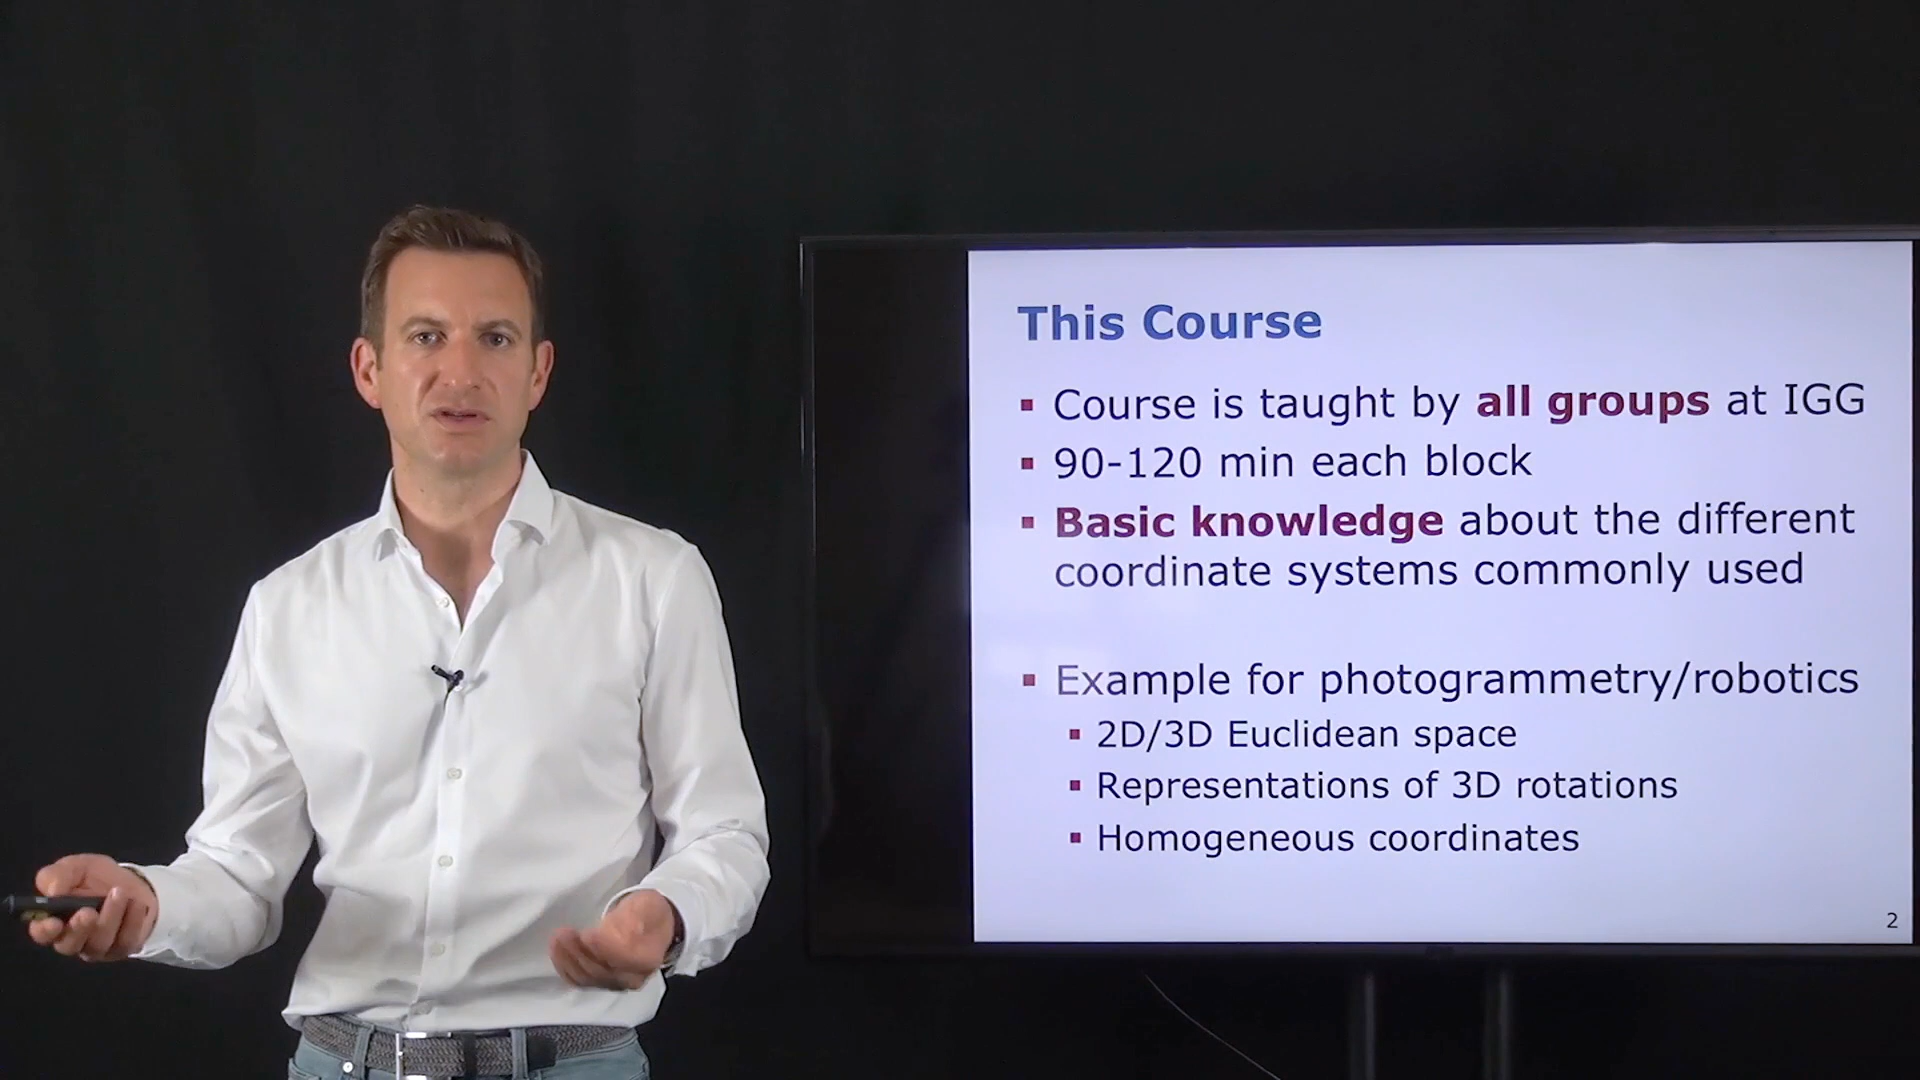 This Course
Course is taught by all groups at IGG
90-120 min each block
Basic knowledge about the different
coordinate systems commonly used
Example for photogrammetry/robotics
2D/3D Euclidean space
Representations of 3D rotations
Homogeneous coordinates
2